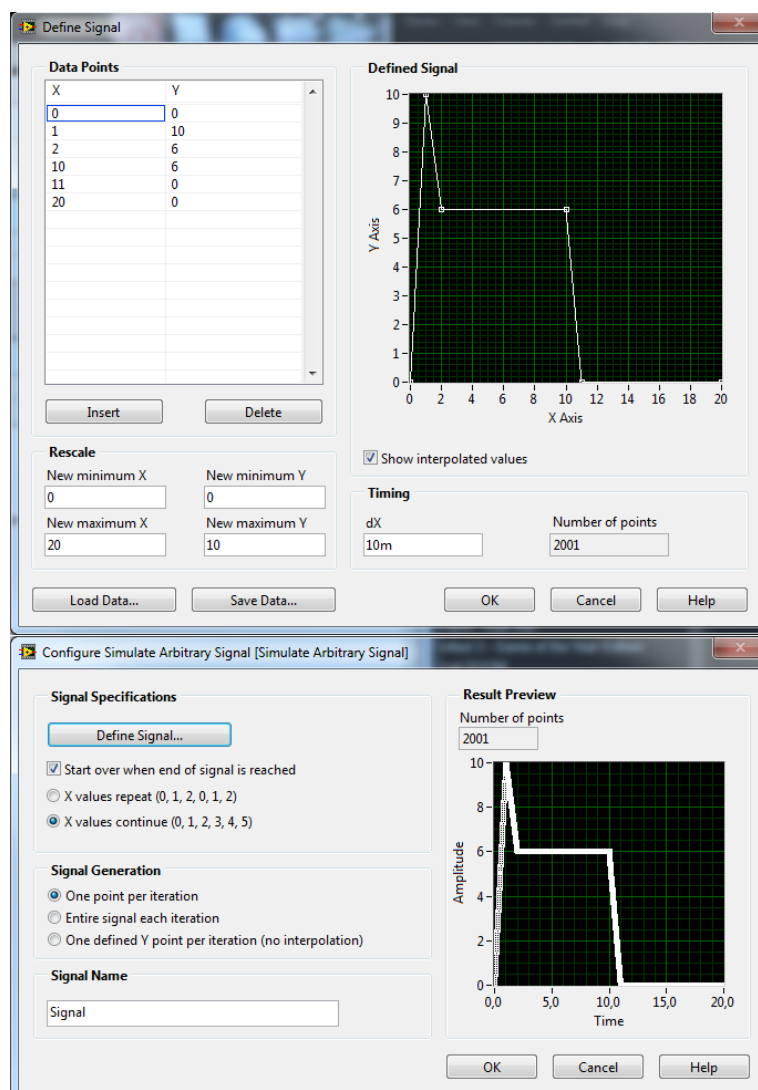 Define Signal
Data Points
X Y
0 0
1 10
2 6
10 6
11 0
20 0
Insert Delete
Rescale
New minimum X New minimum Y
0 0
New maximum X New maximum Y
20 10
Load Data... Save Data...
Defined Signal
10
9
8
7
6
5
4
3
2
1
0
Y Axis
0 2 4 6 8 10 12 14 16 18 20
X Axis
Show interpolated values
Timing
dX Number of points
10m 2001
OK Cancel Help
Configure Simulate Arbitrary Signal [Simulate Arbitrary Signal]
Signal Specifications
Define Signal...
Start over when end of signal is reached
X values repeat (0, 1, 2, 0, 1, 2)
X values continue (0, 1, 2, 3, 4, 5)
Signal Generation
One point per iteration
Entire signal each iteration
One defined Y point per iteration (no interpolation)
Signal Name
Signal
Result Preview
Number of points
2001
10
8
6
4
2
0
Amplitude
0,0 5,0 10,0 15,0 20,0
Time
OK Cancel Help